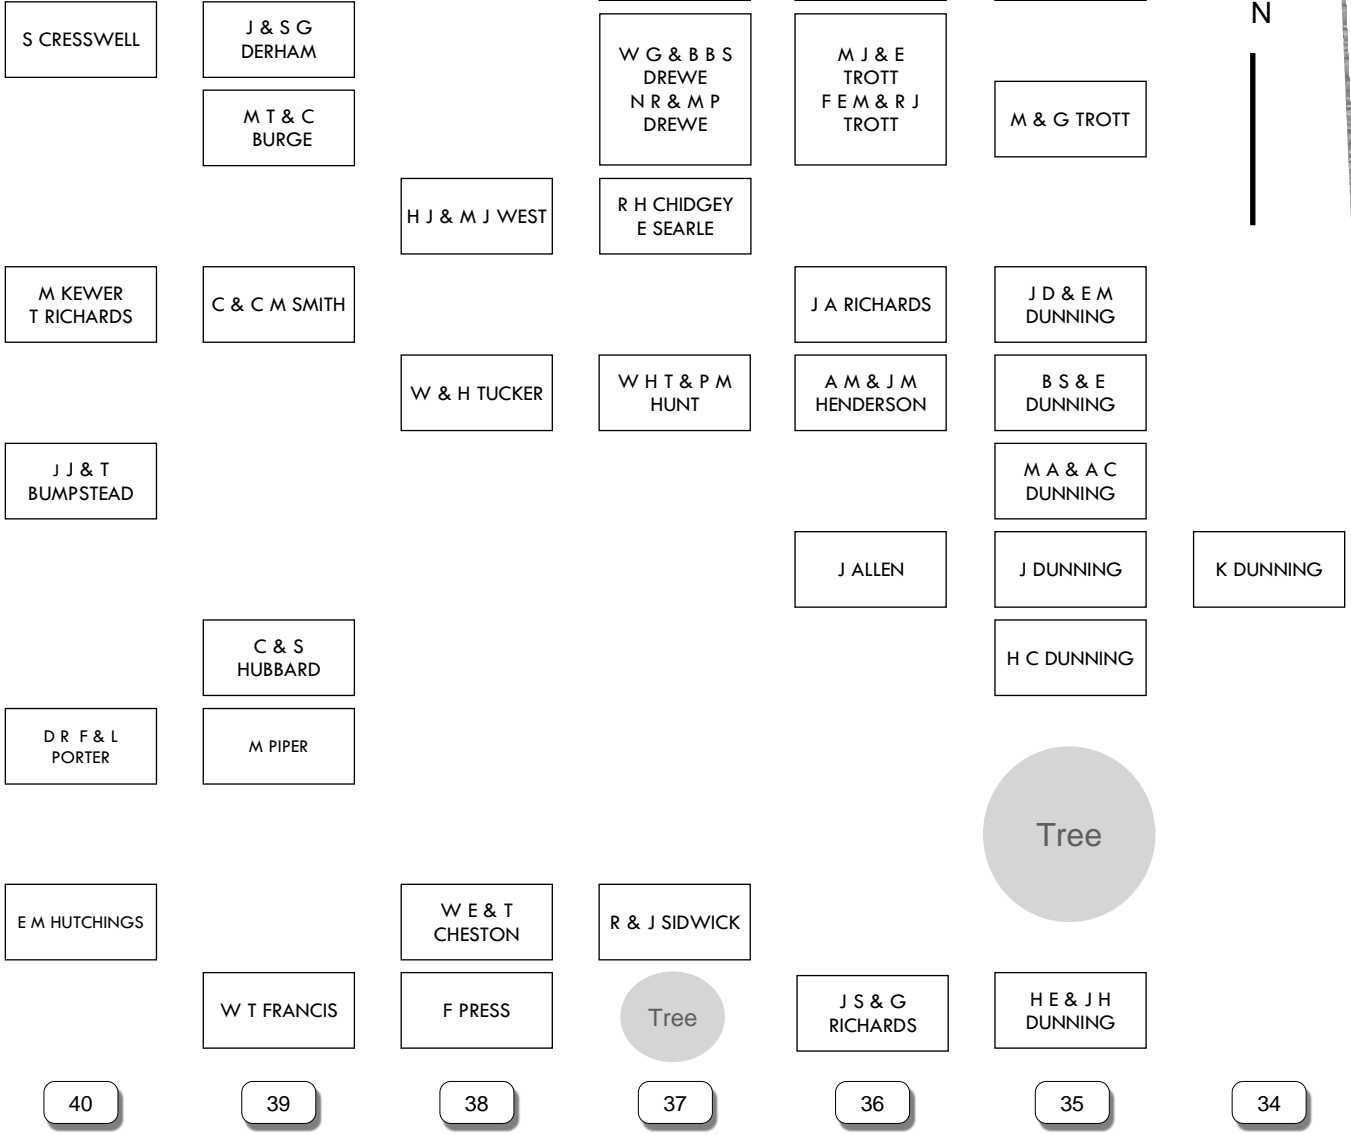 N
S CRESSWELL
J & S G
DERHAM
W G & B B S
DREWE
N R & M P
DREWE
M J & E
TROTT
F E M & R J
TROTT
M T & C
BURGE
M & G TROTT
H J & M J WEST
R H CHIDGEY
E SEARLE
M KEWER
T RICHARDS
C & C M SMITH
J A RICHARDS
J D & E M
DUNNING
W & H TUCKER
W H T & P M
HUNT
A M & J M
HENDERSON
B S & E
DUNNING
J J & T
BUMPSTEAD
M A & A C
DUNNING
J ALLEN
J DUNNING
K DUNNING
C & S
HUBBARD
H C DUNNING
D R F & L
PORTER
M PIPER
Tree
E M HUTCHINGS
W E & T
CHESTON
R & J SIDWICK
W T FRANCIS
F PRESS
Tree
J S & G
RICHARDS
H E & J H
DUNNING
40
39
38
37
36
35
34